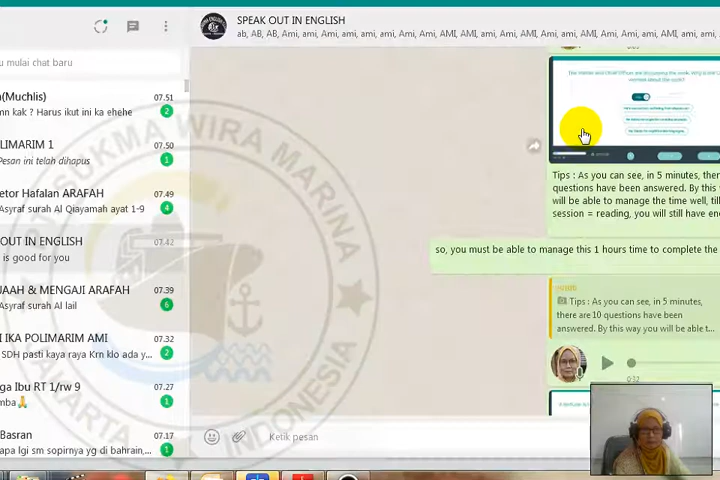 SPEAK OUT IN ENGLISH
ab, AB, AB, Ami, ami, ami, ami, Ami, Ami, AMI, AMI, AMI, ami, Ami, Ami, AMI, AMI, ami, ami,
u mulai chat baru
(Muchlis)
07.51
mn kak ? Harus ikut ini ka ehehe
2
LIMARIM 1
07.50
Pesan ini telah dihapus
1
etor Hafalan ARAFAH
07.49
Asyraf surah Al Qiayamah ayat 1-9
4
OUT IN ENGLISH
07.42
is good for you
JAAH & MENGAJI ARAFAH
07.39
Asyraf surah Al lail
6
I IKA POLIMARIM AMI
07.32
SDH pasti kaya raya Krn klo ada y...
2
ga Ibu RT 1/rw 9
07.27
mba🙏
1
Basran
07.17
apa lgi sm sopirnya yg di bahrain,...
1
Tips : As you can see, in 5 minutes, ther
questions have been answered. By this
will be able to manage the time well, till
session = reading, you will still have en
so, you must be able to manage this 1 hours time to complete the
Tips : As you can see, in 5 minutes,
there are 10 questions have been
answered. By this way you will be able t...
0:32
Ketik pesan
SUKMA WIRA MARINA
JAKARTA
INDONESIA